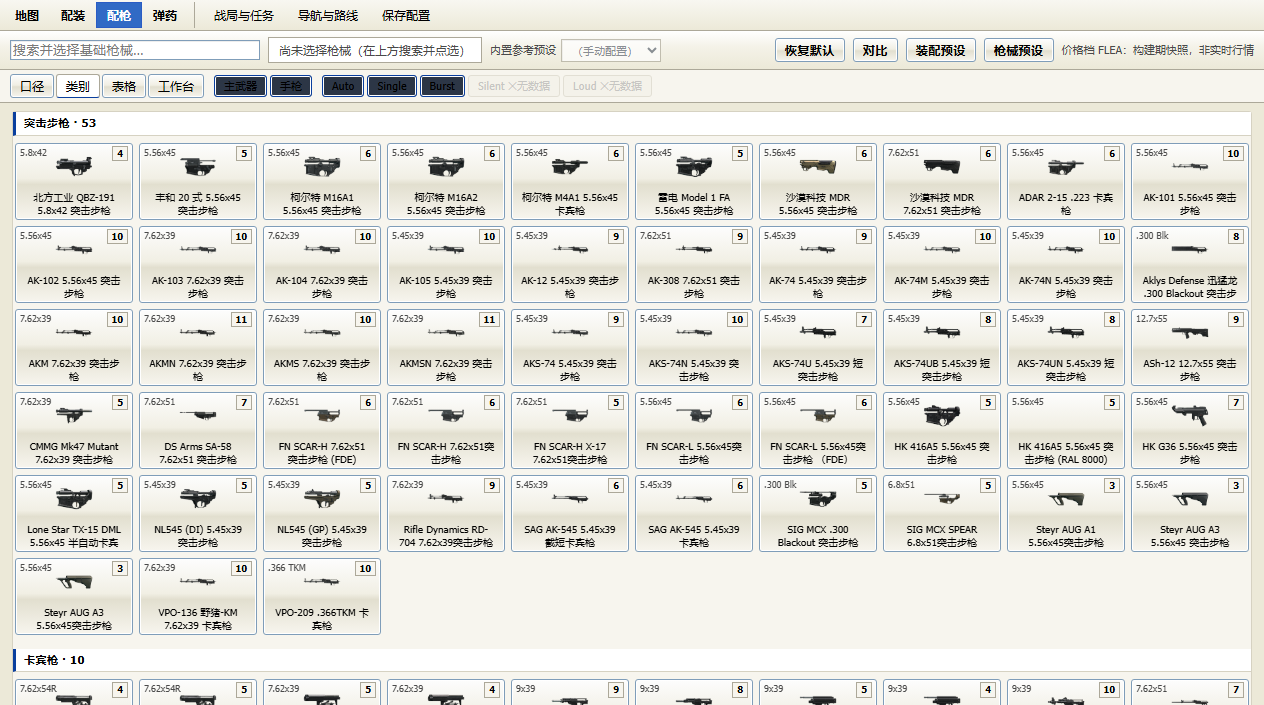 地图 配装 配枪 弹药 战局与任务 导航与路线 保存配置
搜索并选择基础枪械... 尚未选择枪械（在上方搜索并点选） 内置参考预设 (手动配置) 恢复默认 对比 装配预设 枪械预设 价格档 FLEA: 构建期快照，非实时行情
口径 类别 表格 工作台 主武器 手枪 Auto Single Burst Silent ╳无数据 Loud ╳无数据
突击步枪 · 53
5.8x42 4 5.56x45 5 5.56x45 6 5.56x45 6 5.56x45 6 5.56x45 5 5.56x45 6 7.62x51 6 5.56x45 6 5.56x45 10
北方工业 QBZ-191 丰和 20 式 5.56x45 柯尔特 M16A1 柯尔特 M16A2 柯尔特 M4A1 5.56x45 雷电 Model 1 FA 沙漠科技 MDR 沙漠科技 MDR ADAR 2-15 .223 卡宾 AK-101 5.56x45 突击
5.8x42 突击步枪 突击步枪 5.56x45 突击步枪 5.56x45 突击步枪 卡宾枪 5.56x45 突击步枪 5.56x45 突击步枪 7.62x51 突击步枪 枪 步枪
5.56x45 10 7.62x39 10 7.62x39 10 5.45x39 10 5.45x39 9 7.62x51 9 5.45x39 9 5.45x39 10 5.45x39 10 .300 Blk 8
AK-102 5.56x45 突击 AK-103 7.62x39 突击 AK-104 7.62x39 突击 AK-105 5.45x39 突击 AK-12 5.45x39 突击步 AK-308 7.62x51 突击 AK-74 5.45x39 突击步 AK-74M 5.45x39 突击 AK-74N 5.45x39 突击 Aklys Defense 迅猛龙
步枪 步枪 步枪 步枪 枪 步枪 枪 步枪 步枪 .300 Blackout 突击步
7.62x39 10 7.62x39 11 7.62x39 10 7.62x39 11 5.45x39 9 5.45x39 10 5.45x39 7 5.45x39 8 5.45x39 8 12.7x55 9
AKM 7.62x39 突击步 AKMN 7.62x39 突击步 AKMS 7.62x39 突击步 AKMSN 7.62x39 突击 AKS-74 5.45x39 突击 AKS-74N 5.45x39 突 AKS-74U 5.45x39 短 AKS-74UB 5.45x39 短 AKS-74UN 5.45x39 短 ASh-12 12.7x55 突击
枪 枪 枪 步枪 步枪 击步枪 突击步枪 突击步枪 突击步枪 步枪
7.62x39 5 7.62x51 7 7.62x51 6 7.62x51 6 7.62x51 5 5.56x45 6 5.56x45 6 5.56x45 5 5.56x45 5 5.56x45 7
CMMG Mk47 Mutant DS Arms SA-58 FN SCAR-H 7.62x51 FN SCAR-H 7.62x51突 FN SCAR-H X-17 FN SCAR-L 5.56x45突 FN SCAR-L 5.56x45突 HK 416A5 5.56x45 突 HK 416A5 5.56x45 突 HK G36 5.56x45 突击
7.62x39 突击步枪 7.62x51 突击步枪 突击步枪 (FDE) 击步枪 7.62x51突击步枪 击步枪 击步枪 （FDE） 击步枪 击步枪 (RAL 8000) 步枪
5.56x45 5 5.45x39 5 5.45x39 5 7.62x39 9 5.45x39 6 5.45x39 6 .300 Blk 5 6.8x51 5 5.56x45 3 5.56x45 3
Lone Star TX-15 DML NL545 (DI) 5.45x39 NL545 (GP) 5.45x39 Rifle Dynamics RD- SAG AK-545 5.45x39 SAG AK-545 5.45x39 SIG MCX .300 SIG MCX SPEAR Steyr AUG A1 Steyr AUG A3
5.56x45 半自动卡宾 突击步枪 突击步枪 704 7.62x39突击步枪 截短卡宾枪 卡宾枪 Blackout 突击步枪 6.8x51突击步枪 5.56x45突击步枪 5.56x45 突击步枪
5.56x45 3 7.62x39 10 .366 TKM 10
Steyr AUG A3 VPO-136 野猪-KM VPO-209 .366TKM 卡
5.56x45突击步枪 7.62x39 卡宾枪 宾枪
卡宾枪 · 10
7.62x54R 4 7.62x54R 5 7.62x39 5 7.62x39 4 9x39 9 9x39 8 9x39 5 9x39 4 9x39 10 7.62x51 7